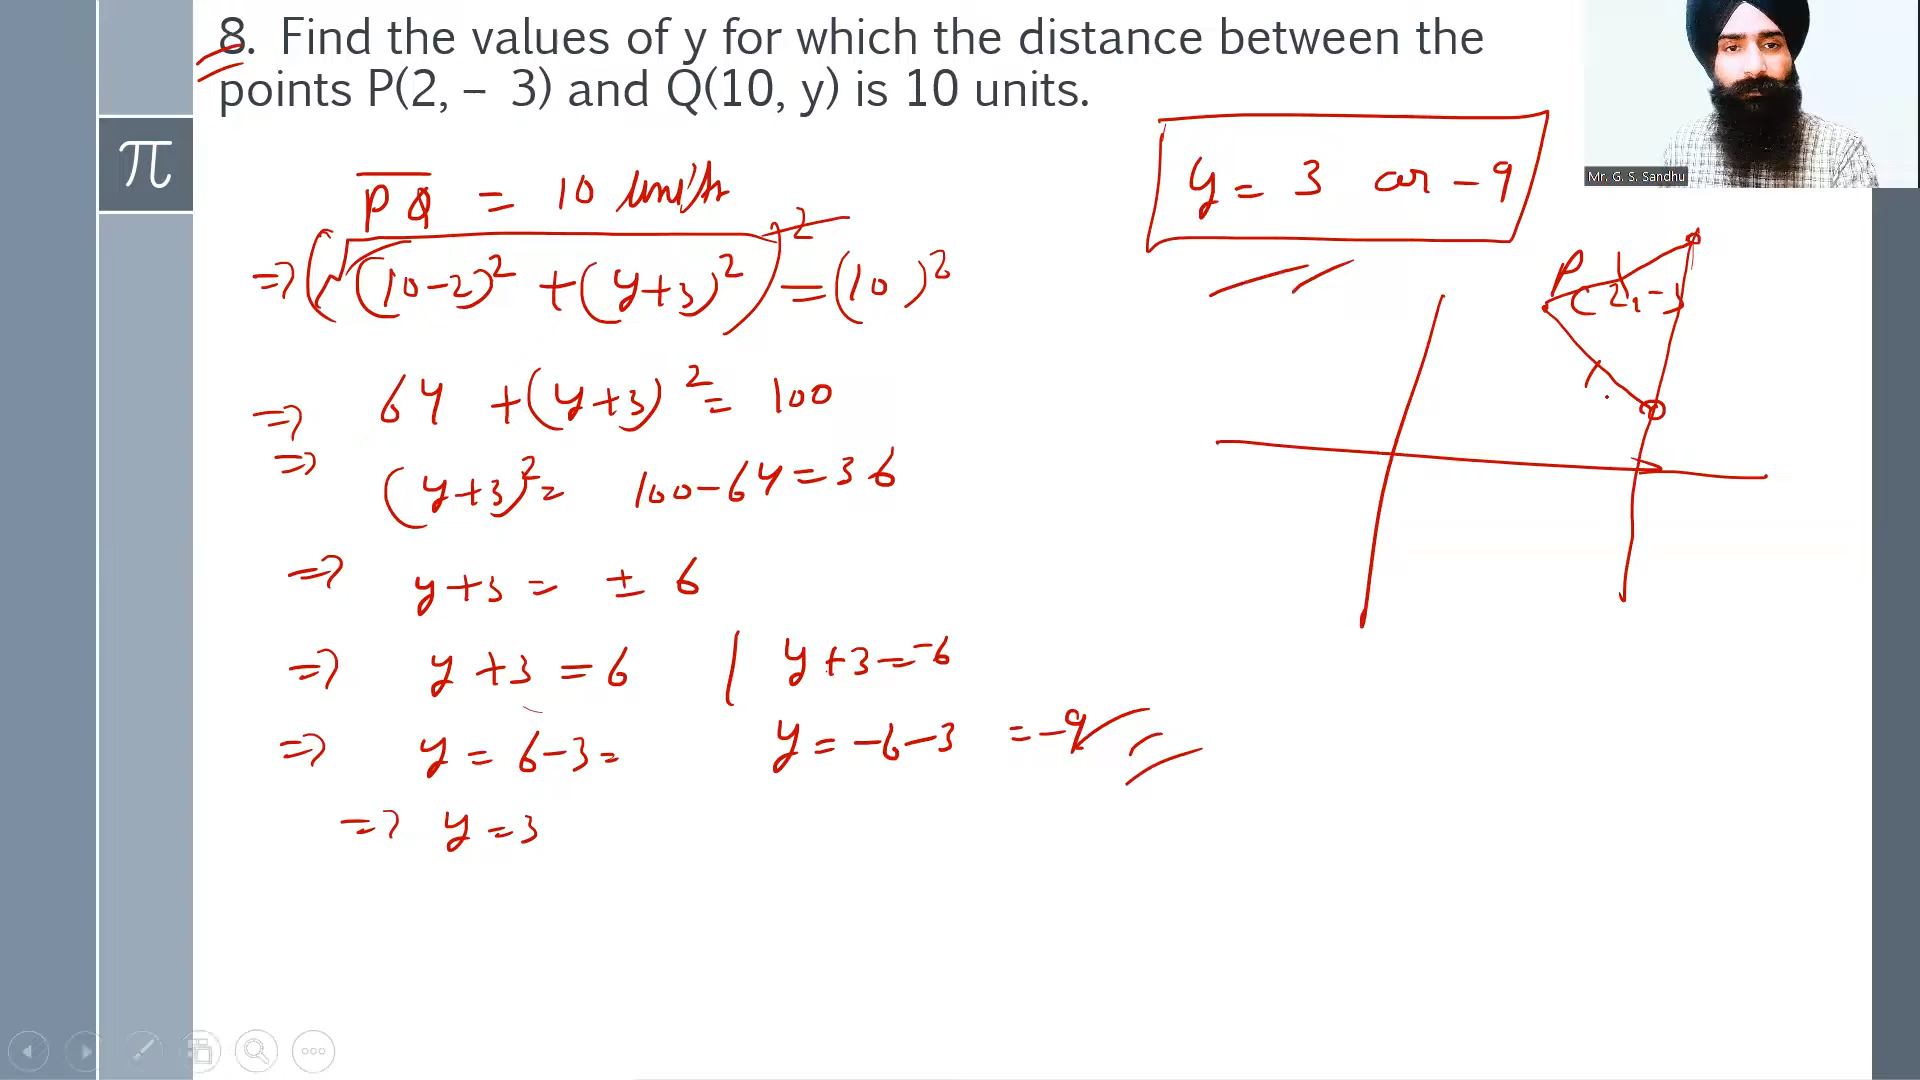 8. Find the values of y for which the distance between the
points P(2, – 3) and Q(10, y) is 10 units.
π
Mr. G. S. Sandhu
PQ = 10 units
=> (√(10-2)² + (y+3)²)² = (10)²
=> 64 + (y+3)² = 100
=> (y+3)² = 100-64 = 36
=> y+3 = ± 6
=> y+3 = 6 | y+3 = -6
=> y = 6-3 = y = -6-3 = -9
=> y = 3
y = 3 or -9
P
(2, -3